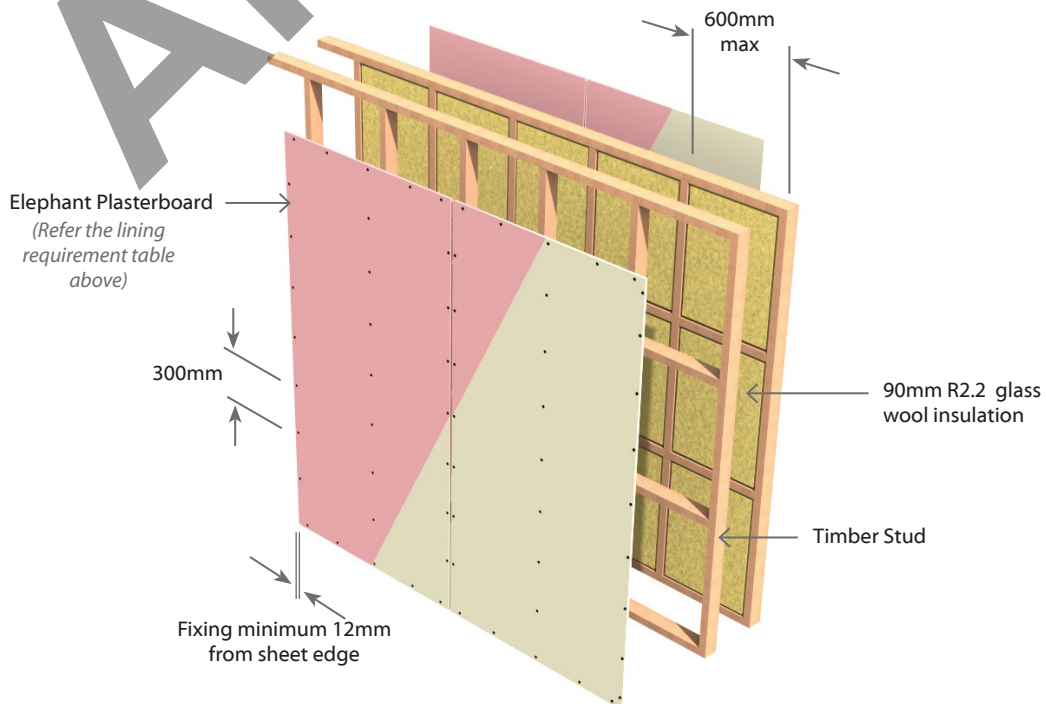 600mm
max
Elephant Plasterboard
(Refer the lining
requirement table
above)
300mm
90mm R2.2 glass
wool insulation
Timber Stud
Fixing minimum 12mm
from sheet edge